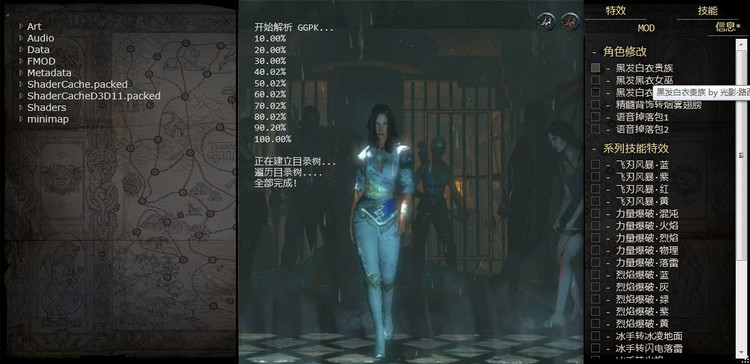 Art
Audio
Data
FMOD
Metadata
ShaderCache.packed
ShaderCacheD3D11.packed
Shaders
minimap
开始解析 GGPK...
10.00%
20.00%
30.00%
40.02%
50.02%
60.02%
70.02%
80.02%
90.20%
100.00%
正在建立目录树...
遍历目录树....
全部完成!
特效
技能
MOD
信息*
- 角色修改
- 黑发白衣贵族
- 黑发黑衣女巫
- 黑发白衣
黑发白衣贵族 by 光影·路西
- 精髓背饰转烟雾翅膀
- 语音掉落包1
- 语音掉落包2
- 系列技能特效
- 飞刃风暴·蓝
- 飞刃风暴·紫
- 飞刃风暴·红
- 飞刃风暴·黄
- 力量爆破·混沌
- 力量爆破·火焰
- 力量爆破·烈焰
- 力量爆破·物理
- 力量爆破·落雷
- 烈焰爆破·蓝
- 烈焰爆破·灰
- 烈焰爆破·绿
- 烈焰爆破·紫
- 烈焰爆破·黄
- 冰手转冰凌地面
- 冰手转闪电落雷